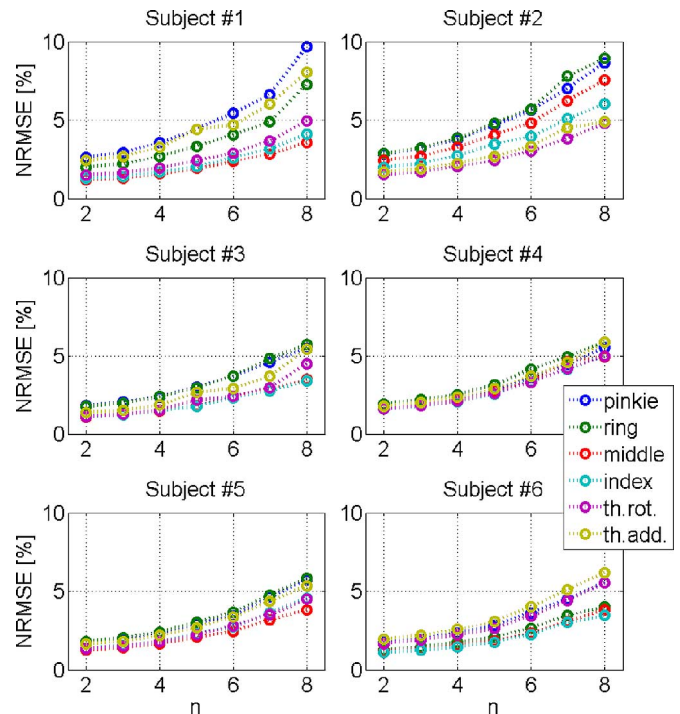 Subject #1
Subject #2
NRMSE [%]
10
5
0
2 4 6 8
10
5
0
2 4 6 8
Subject #3
Subject #4
NRMSE [%]
10
5
0
2 4 6 8
10
5
0
2 4 6 8
pinkie
ring
middle
index
th.rot.
th.add.
Subject #5
Subject #6
NRMSE [%]
10
5
0
2 4 6 8
n
10
5
0
2 4 6 8
n